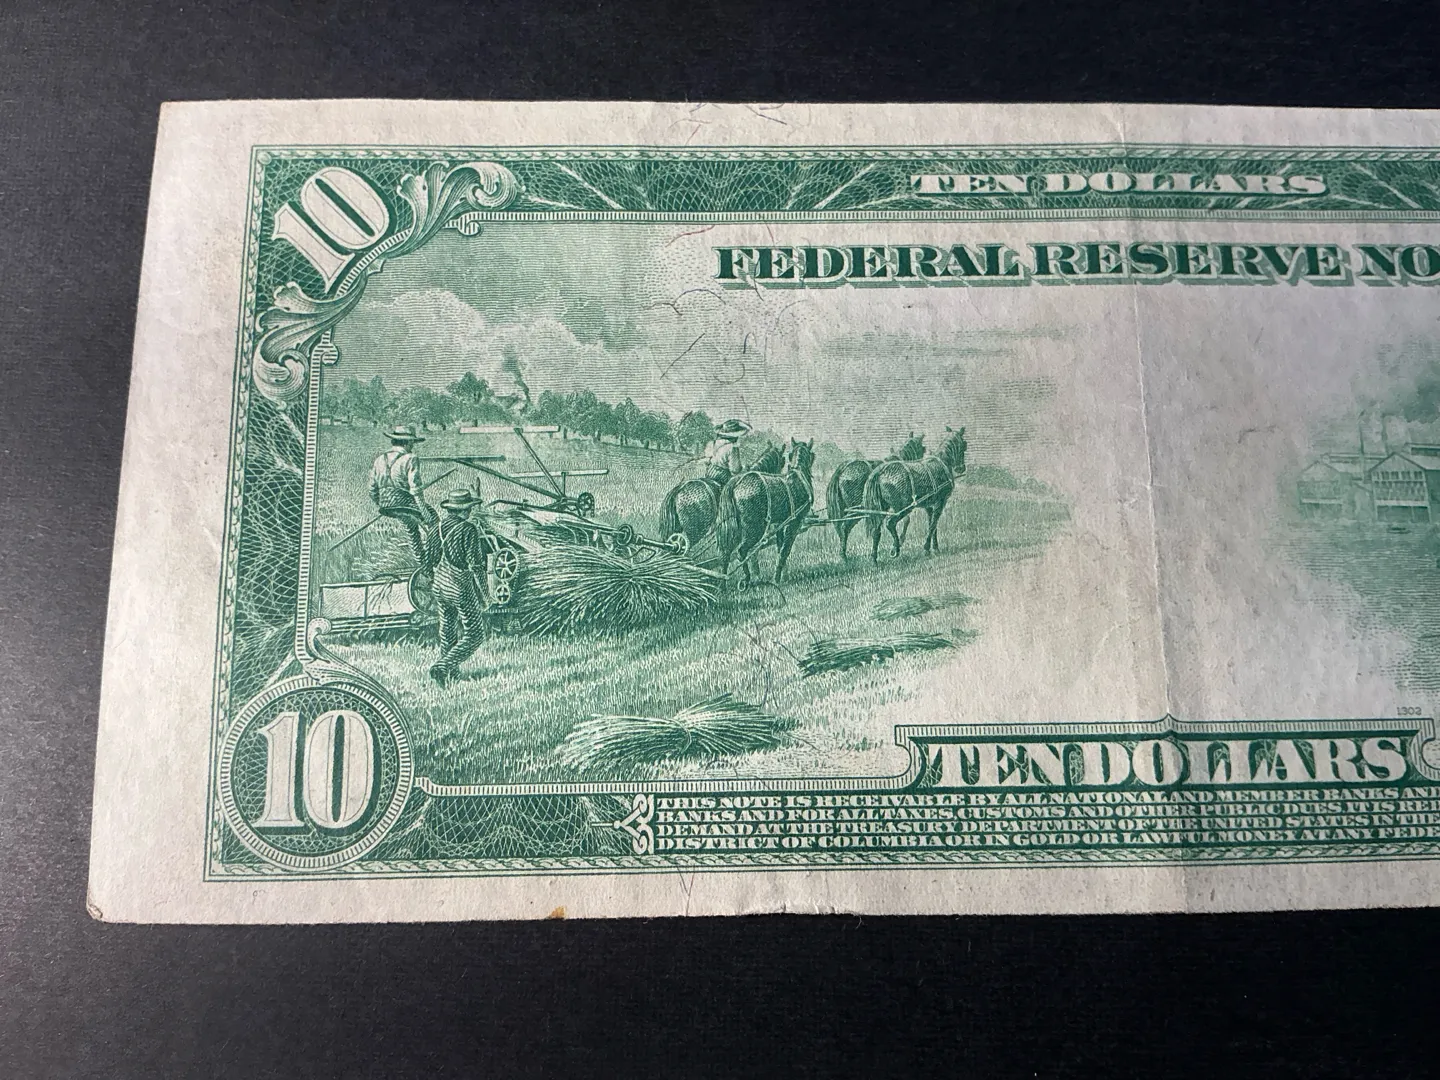 10 TEN DOLLARS
FEDERAL RESERVE NO
1302
10 TEN DOLLARS
THIS NOTE IS RECEIVABLE BY ALL NATIONAL AND MEMBER BANKS AND
BANKS AND FOR ALL TAXES, CUSTOMS AND OTHER PUBLIC DUES. IT IS RE
DEMAND AT THE TREASURY DEPARTMENT OF THE UNITED STATES IN THE
DISTRICT OF COLUMBIA OR IN GOLD OR LAWFUL MONEY AT ANY FEDE